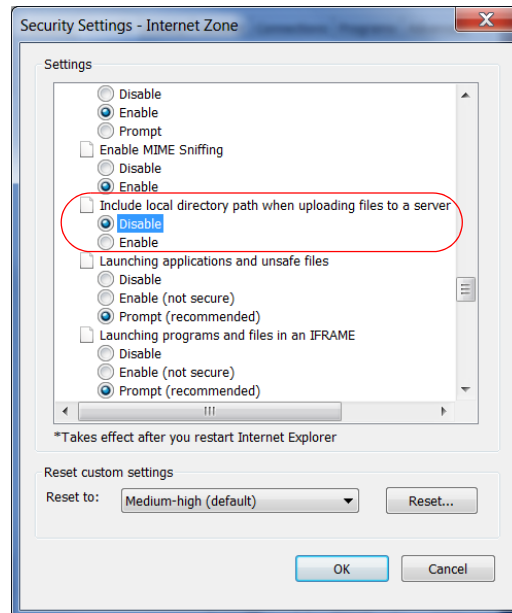 Security Settings - Internet Zone
Settings
Disable
Enable
Prompt
Enable MIME Sniffing
Disable
Enable
Include local directory path when uploading files to a server
Disable
Enable
Launching applications and unsafe files
Disable
Enable (not secure)
Prompt (recommended)
Launching programs and files in an IFRAME
Disable
Enable (not secure)
Prompt (recommended)
*Takes effect after you restart Internet Explorer
Reset custom settings
Reset to: Medium-high (default) Reset...
OK Cancel